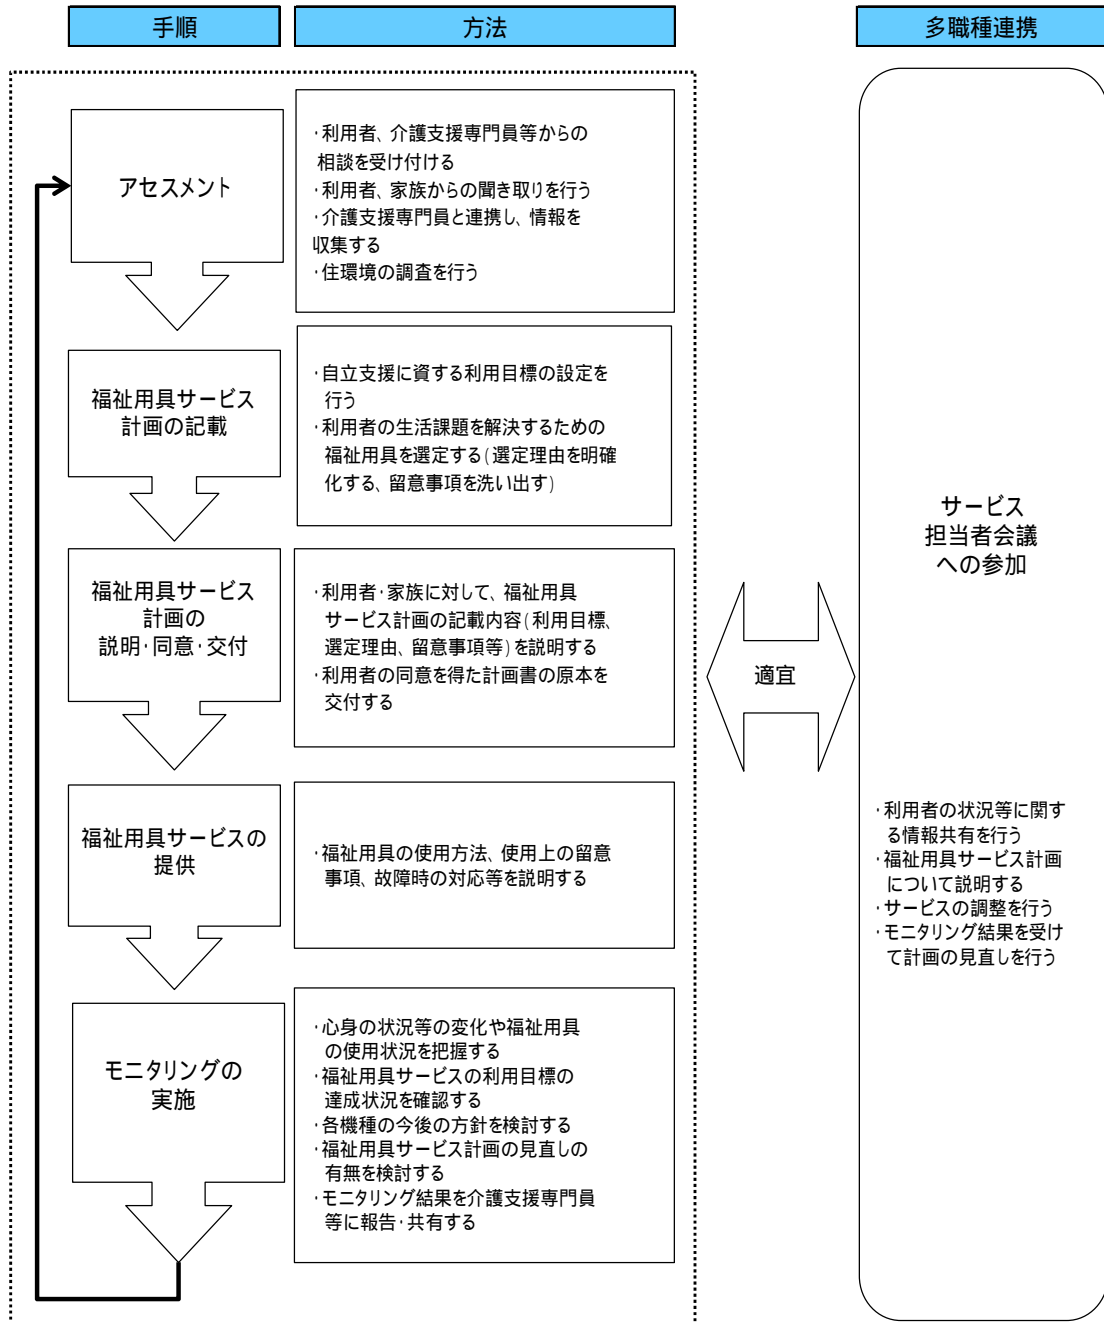 手順
方法
多職種連携
アセスメント
・利用者、介護支援専門員等からの
相談を受け付ける
・利用者、家族からの聞き取りを行う
・介護支援専門員と連携し、情報を
収集する
・住環境の調査を行う
福祉用具サービス
計画の記載
・自立支援に資する利用目標の設定を
行う
・利用者の生活課題を解決するための
福祉用具を選定する(選定理由を明確
化する、留意事項を洗い出す)
福祉用具サービス
計画の
説明・同意・交付
・利用者・家族に対して、福祉用具
サービス計画の記載内容(利用目標、
選定理由、留意事項等)を説明する
・利用者の同意を得た計画書の原本を
交付する
福祉用具サービスの
提供
・福祉用具の使用方法、使用上の留意
事項、故障時の対応等を説明する
モニタリングの
実施
・心身の状況等の変化や福祉用具
の使用状況を把握する
・福祉用具サービスの利用目標の
達成状況を確認する
・各機種の今後の方針を検討する
・福祉用具サービス計画の見直しの
有無を検討する
・モニタリング結果を介護支援専門員
等に報告・共有する
適宜
サービス
担当者会議
への参加
・利用者の状況等に関す
る情報共有を行う
・福祉用具サービス計画
について説明する
・サービスの調整を行う
・モニタリング結果を受け
て計画の見直しを行う